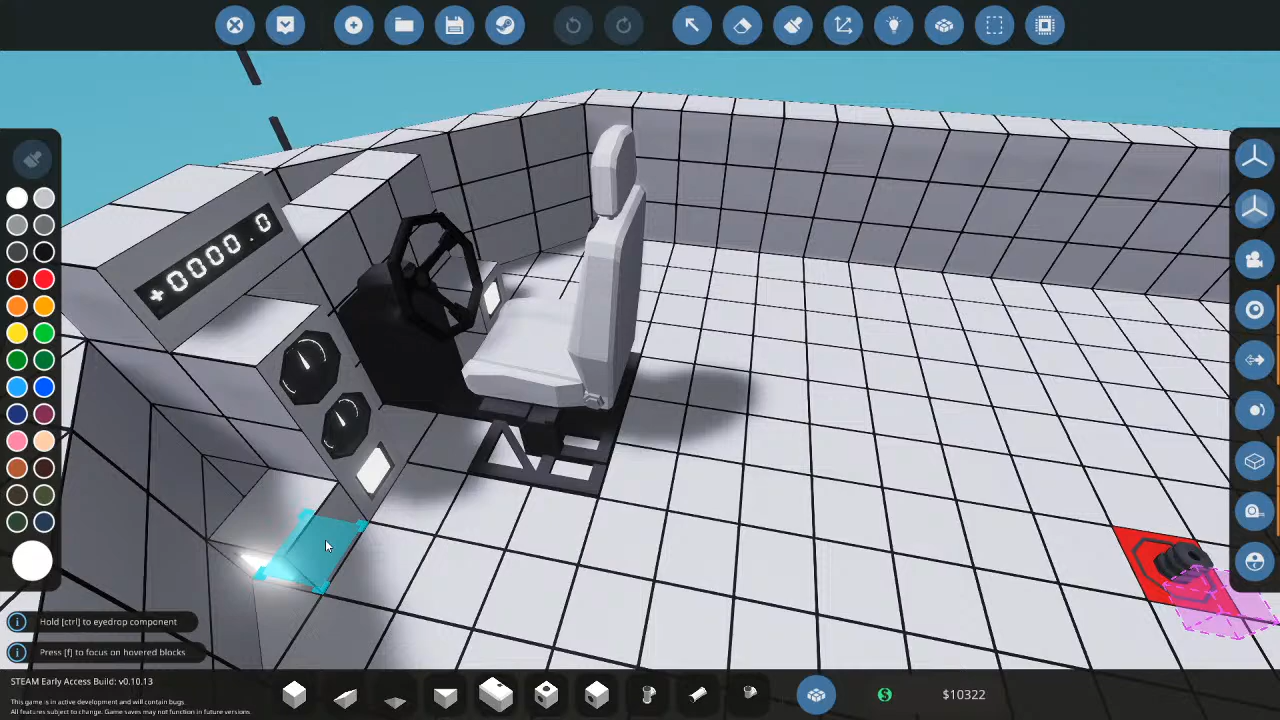 +0000.0
Hold [ctrl] to eyedrop component
Press [f] to focus on hovered blocks
STEAM Early Access Build: v0.10.13
This game is in active development and will contain bugs
All features subject to change. Game saves may not function in future versions
$10322